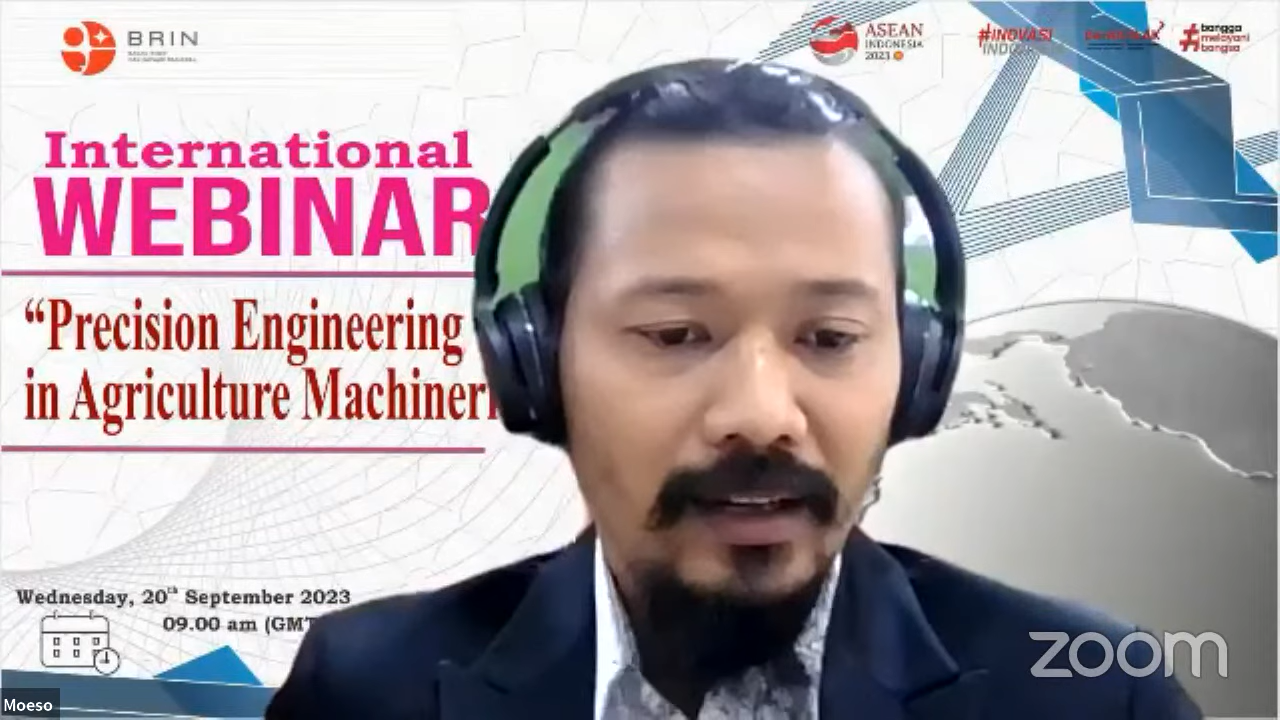 BRIN
ASEAN
INDONESIA
2023
#INOVASI
INDO
#bangga
melayani
bangsa
International
WEBINAR
“Precision Engineering
in Agriculture Machiner
Wednesday, 20th September 2023
09.00 am (GMT
zoom
Moeso